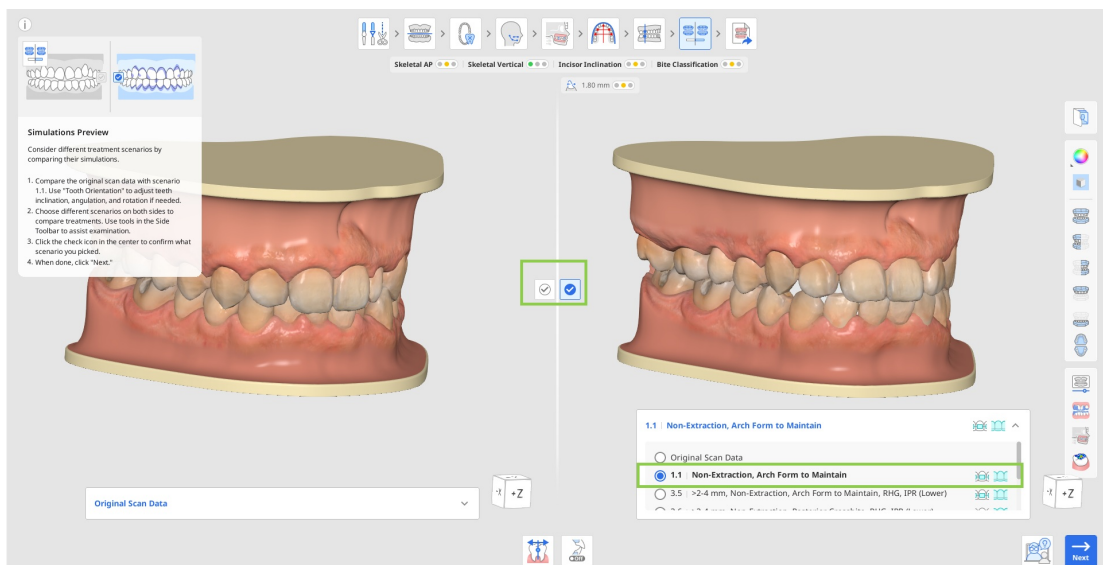 Skeletal AP | Skeletal Vertical | Incisor Inclination | Bite Classification
1.80 mm
Simulations Preview
Consider different treatment scenarios by
comparing their simulations.
1. Compare the original scan data with scenario
1.1. Use "Tooth Orientation" to adjust teeth
inclination, angulation, and rotation if needed.
2. Choose different scenarios on both sides to
compare treatments. Use tools in the Side
Toolbar to assist examination.
3. Click the check icon in the center to confirm what
scenario you picked.
4. When done, click "Next."
Original Scan Data
+Z
1.1 | Non-Extraction, Arch Form to Maintain
Original Scan Data
1.1 | Non-Extraction, Arch Form to Maintain
3.5 | >2-4 mm, Non-Extraction, Arch Form to Maintain, RHG, IPR (Lower)
+Z
OFF
Next